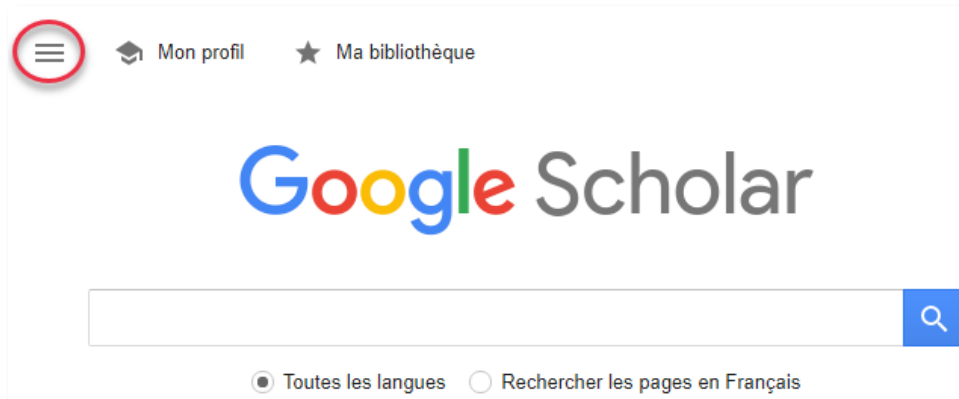 Mon profil Ma bibliothèque
Google Scholar
Toutes les langues Rechercher les pages en Français